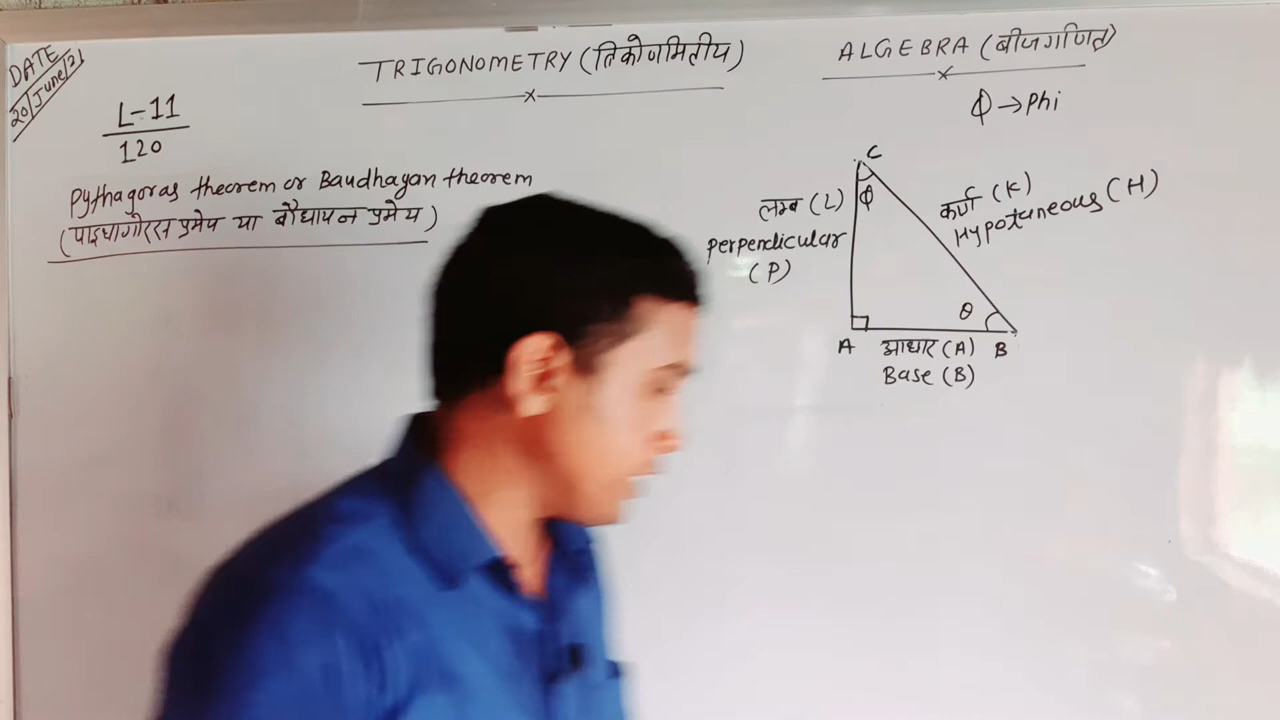 DATE
20/June/21
TRIGONOMETRY (त्रिकोणमितीय)
ALGEBRA (बीजगणित)
L-11
120
ϕ → Phi
Pythagoras theorem or Baudhayan theorem
(पाइथागोरस प्रमेय या बौधायन प्रमेय)
C
ϕ
लम्ब (L)
perpendicular
(P)
कर्ण (K)
Hypotuneous (H)
θ
A
आधार (A)
B
Base (B)